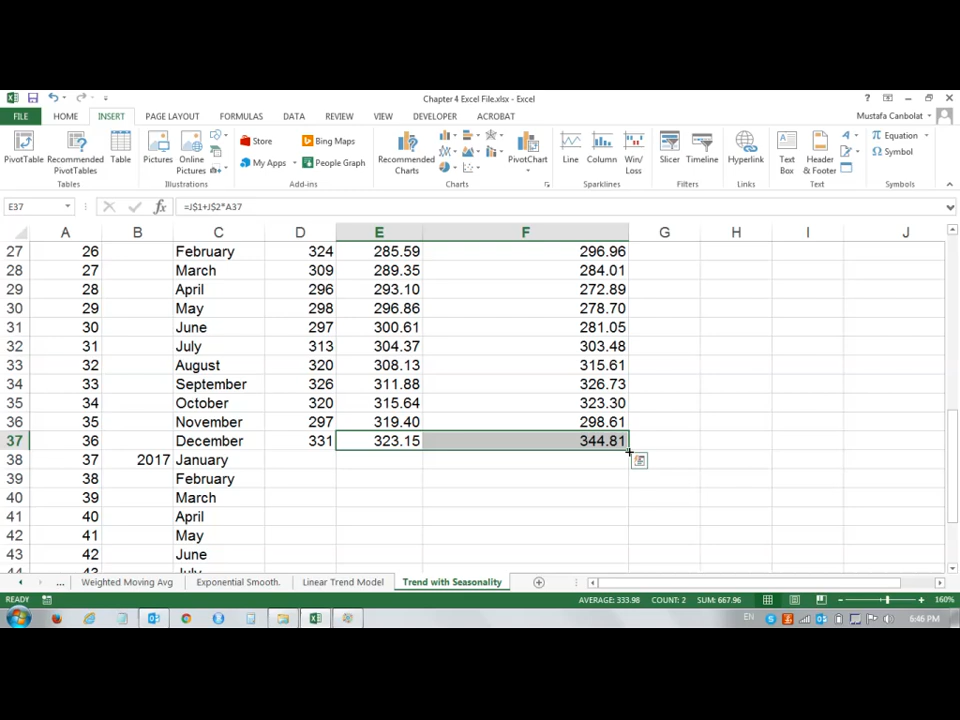 Chapter 4 Excel File.xlsx - Excel
FILE HOME INSERT PAGE LAYOUT FORMULAS DATA REVIEW VIEW DEVELOPER ACROBAT Mustafa Canbolat
PivotTable Recommended PivotTables Table Pictures Online Pictures Store My Apps Bing Maps People Graph Recommended Charts PivotChart Line Column Win/Loss Slicer Timeline Hyperlink Text Box Header & Footer Equation Symbol
Tables Illustrations Add-ins Charts Sparklines Filters Links Text Symbols
E37 fx =J$1+J$2*A37
A B C D E F G H I J
27 26 February 324 285.59 296.96
28 27 March 309 289.35 284.01
29 28 April 296 293.10 272.89
30 29 May 298 296.86 278.70
31 30 June 297 300.61 281.05
32 31 July 313 304.37 303.48
33 32 August 320 308.13 315.61
34 33 September 326 311.88 326.73
35 34 October 320 315.64 323.30
36 35 November 297 319.40 298.61
37 36 December 331 323.15 344.81
38 37 2017 January
39 38 February
40 39 March
41 40 April
42 41 May
43 42 June
44 43 July
... Weighted Moving Avg Exponential Smooth. Linear Trend Model Trend with Seasonality
READY AVERAGE: 333.98 COUNT: 2 SUM: 667.96 160%
EN 6:46 PM